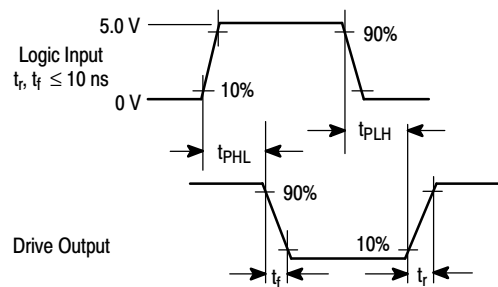 5.0 V
90%
Logic Input
tr, tf ≤ 10 ns
10%
0 V
tPHL
tPLH
90%
Drive Output
10%
tf
tr